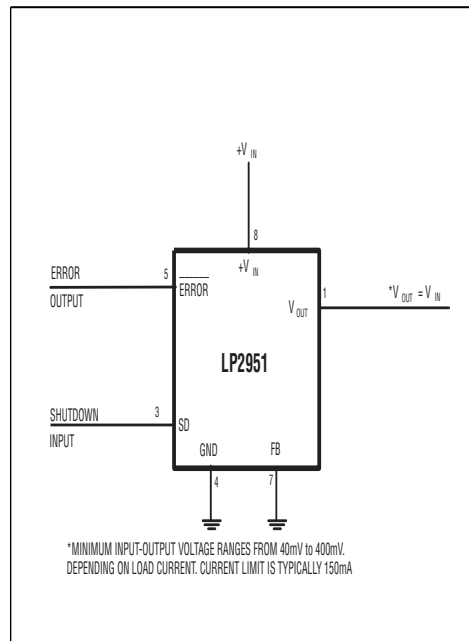 +V IN
8
ERROR
5
ERROR
+V IN
OUTPUT
V OUT
1
*V OUT = V IN
LP2951
SHUTDOWN
3
SD
INPUT
GND
FB
4
7
*MINIMUM INPUT-OUTPUT VOLTAGE RANGES FROM 40mV to 400mV.
DEPENDING ON LOAD CURRENT. CURRENT LIMIT IS TYPICALLY 150mA